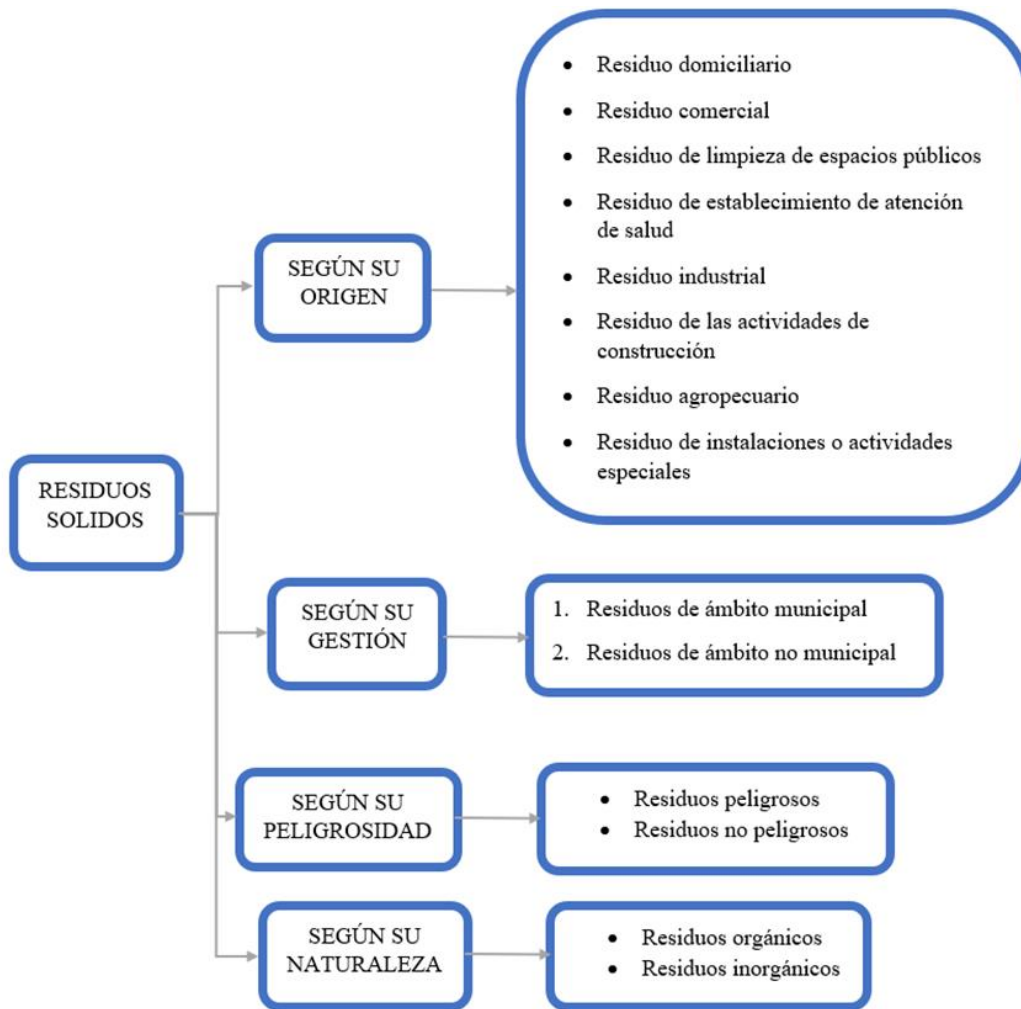 RESIDUOS
SOLIDOS
SEGÚN SU
ORIGEN
• Residuo domiciliario
• Residuo comercial
• Residuo de limpieza de espacios públicos
• Residuo de establecimiento de atención
de salud
• Residuo industrial
• Residuo de las actividades de
construcción
• Residuo agropecuario
• Residuo de instalaciones o actividades
especiales
SEGÚN SU
GESTIÓN
1. Residuos de ámbito municipal
2. Residuos de ámbito no municipal
SEGÚN SU
PELIGROSIDAD
• Residuos peligrosos
• Residuos no peligrosos
SEGÚN SU
NATURALEZA
• Residuos orgánicos
• Residuos inorgánicos